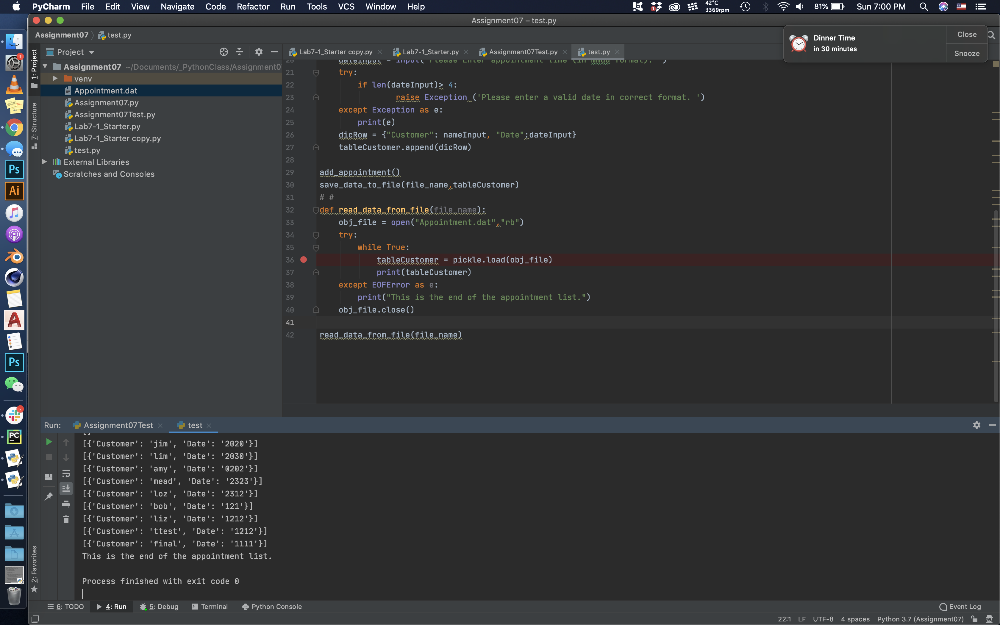 PyCharm File Edit View Navigate Code Refactor Run Tools VCS Window Help 1 42°C 3369rpm 81% Sun 7:00 PM
Assignment07 – test.py
Assignment07 test.py
Dinner Time
in 30 minutes
Close
Snooze
1: Project
Z: Structure
2: Favorites
Project
Assignment07 ~/Documents/_PythonClass/Assignment0
venv
Appointment.dat
Assignment07.py
Assignment07Test.py
Lab7-1_Starter.py
Lab7-1_Starter copy.py
test.py
External Libraries
Scratches and Consoles
1
Ps
Ai
Ps
PC
Lab7-1_Starter copy.py Lab7-1_Starter.py Assignment07Test.py test.py
20 dateInput = input("Please Enter appointment time (in mmdd format): ")
21 try:
22 if len(dateInput)> 4:
23 raise Exception ('Please enter a valid date in correct format. ')
24 except Exception as e:
25 print(e)
26 dicRow = {"Customer": nameInput, "Date":dateInput}
27 tableCustomer.append(dicRow)
28
29 add_appointment()
30 save_data_to_file(file_name,tableCustomer)
31 # #
32 def read_data_from_file(file_name):
33 obj_file = open("Appointment.dat","rb")
34 try:
35 while True:
36 tableCustomer = pickle.load(obj_file)
37 print(tableCustomer)
38 except EOFError as e:
39 print("This is the end of the appointment list.")
40 obj_file.close()
41
42 read_data_from_file(file_name)
Run: Assignment07Test test
[]
[{'Customer': 'jim', 'Date': '2020'}]
[{'Customer': 'lim', 'Date': '2030'}]
[{'Customer': 'amy', 'Date': '0202'}]
[{'Customer': 'mead', 'Date': '2323'}]
[{'Customer': 'loz', 'Date': '2312'}]
[{'Customer': 'bob', 'Date': '121'}]
[{'Customer': 'liz', 'Date': '1212'}]
[{'Customer': 'ttest', 'Date': '1212'}]
[{'Customer': 'final', 'Date': '1111'}]
This is the end of the appointment list.
Process finished with exit code 0
6: TODO 4: Run 5: Debug Terminal Python Console Event Log
22:1 LF UTF-8 4 spaces Python 3.7 (Assignment07)